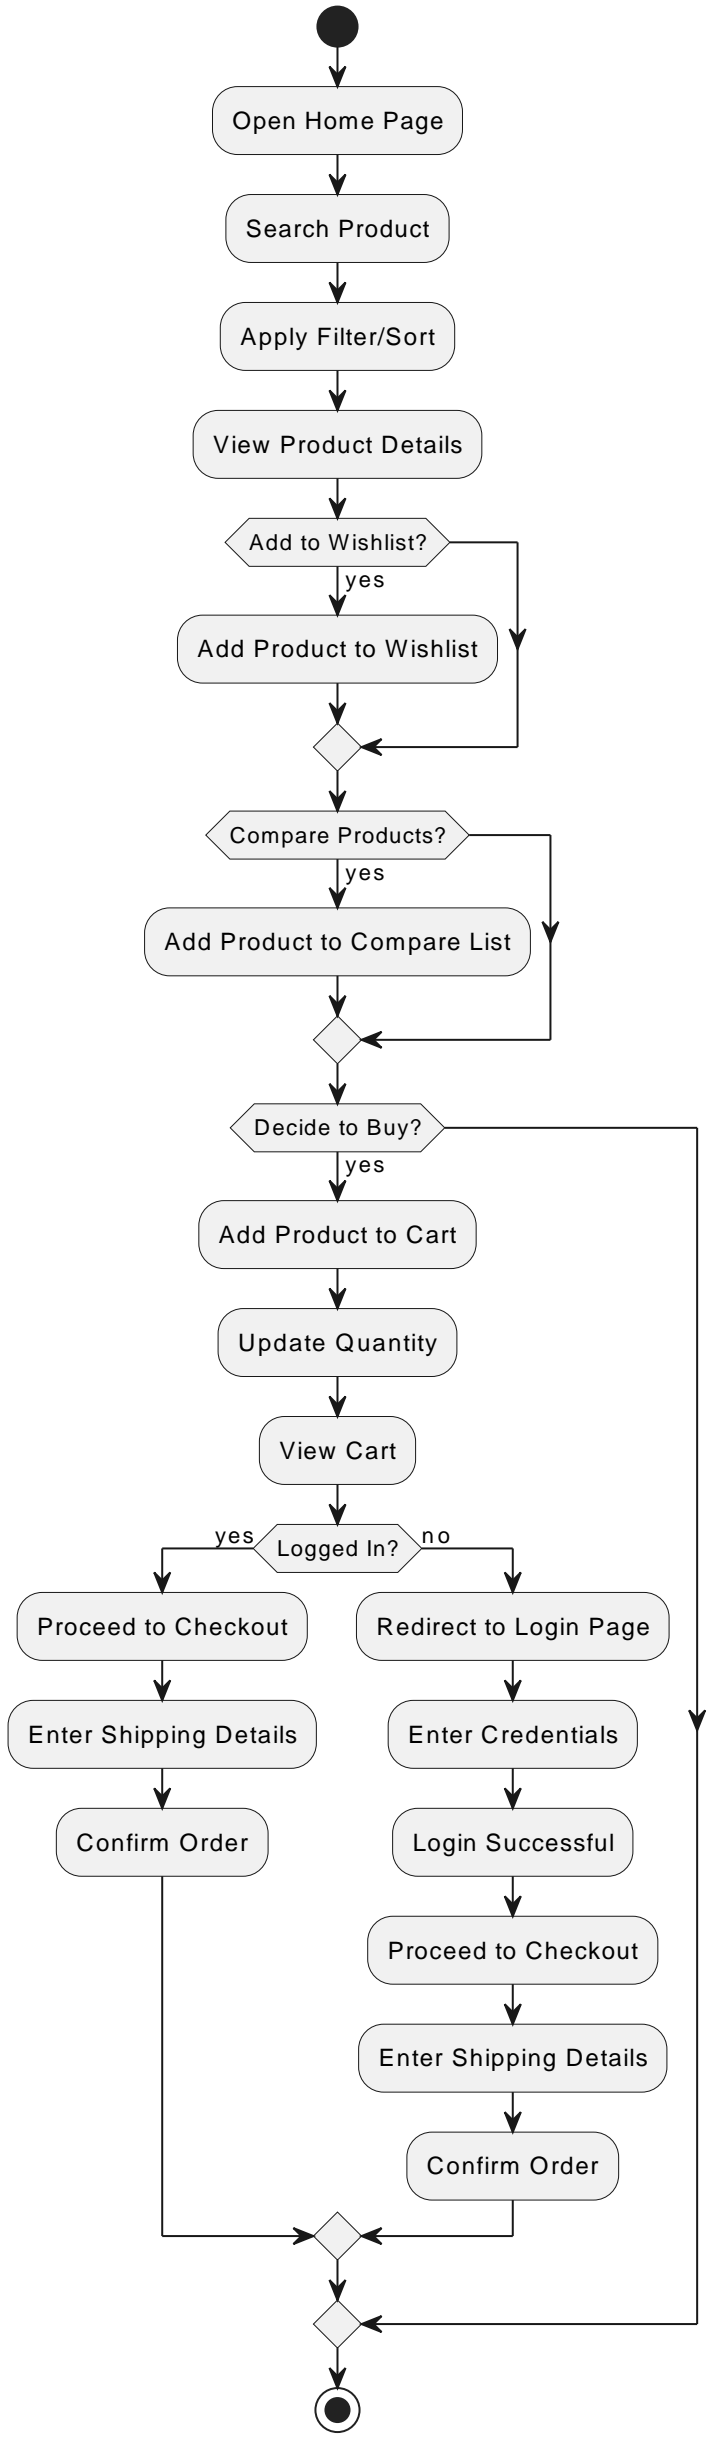 Open Home Page
Search Product
Apply Filter/Sort
View Product Details
Add to Wishlist?
yes
Add Product to Wishlist
Compare Products?
yes
Add Product to Compare List
Decide to Buy?
yes
Add Product to Cart
Update Quantity
View Cart
yes
Logged In?
no
Proceed to Checkout
Redirect to Login Page
Enter Shipping Details
Enter Credentials
Confirm Order
Login Successful
Proceed to Checkout
Enter Shipping Details
Confirm Order